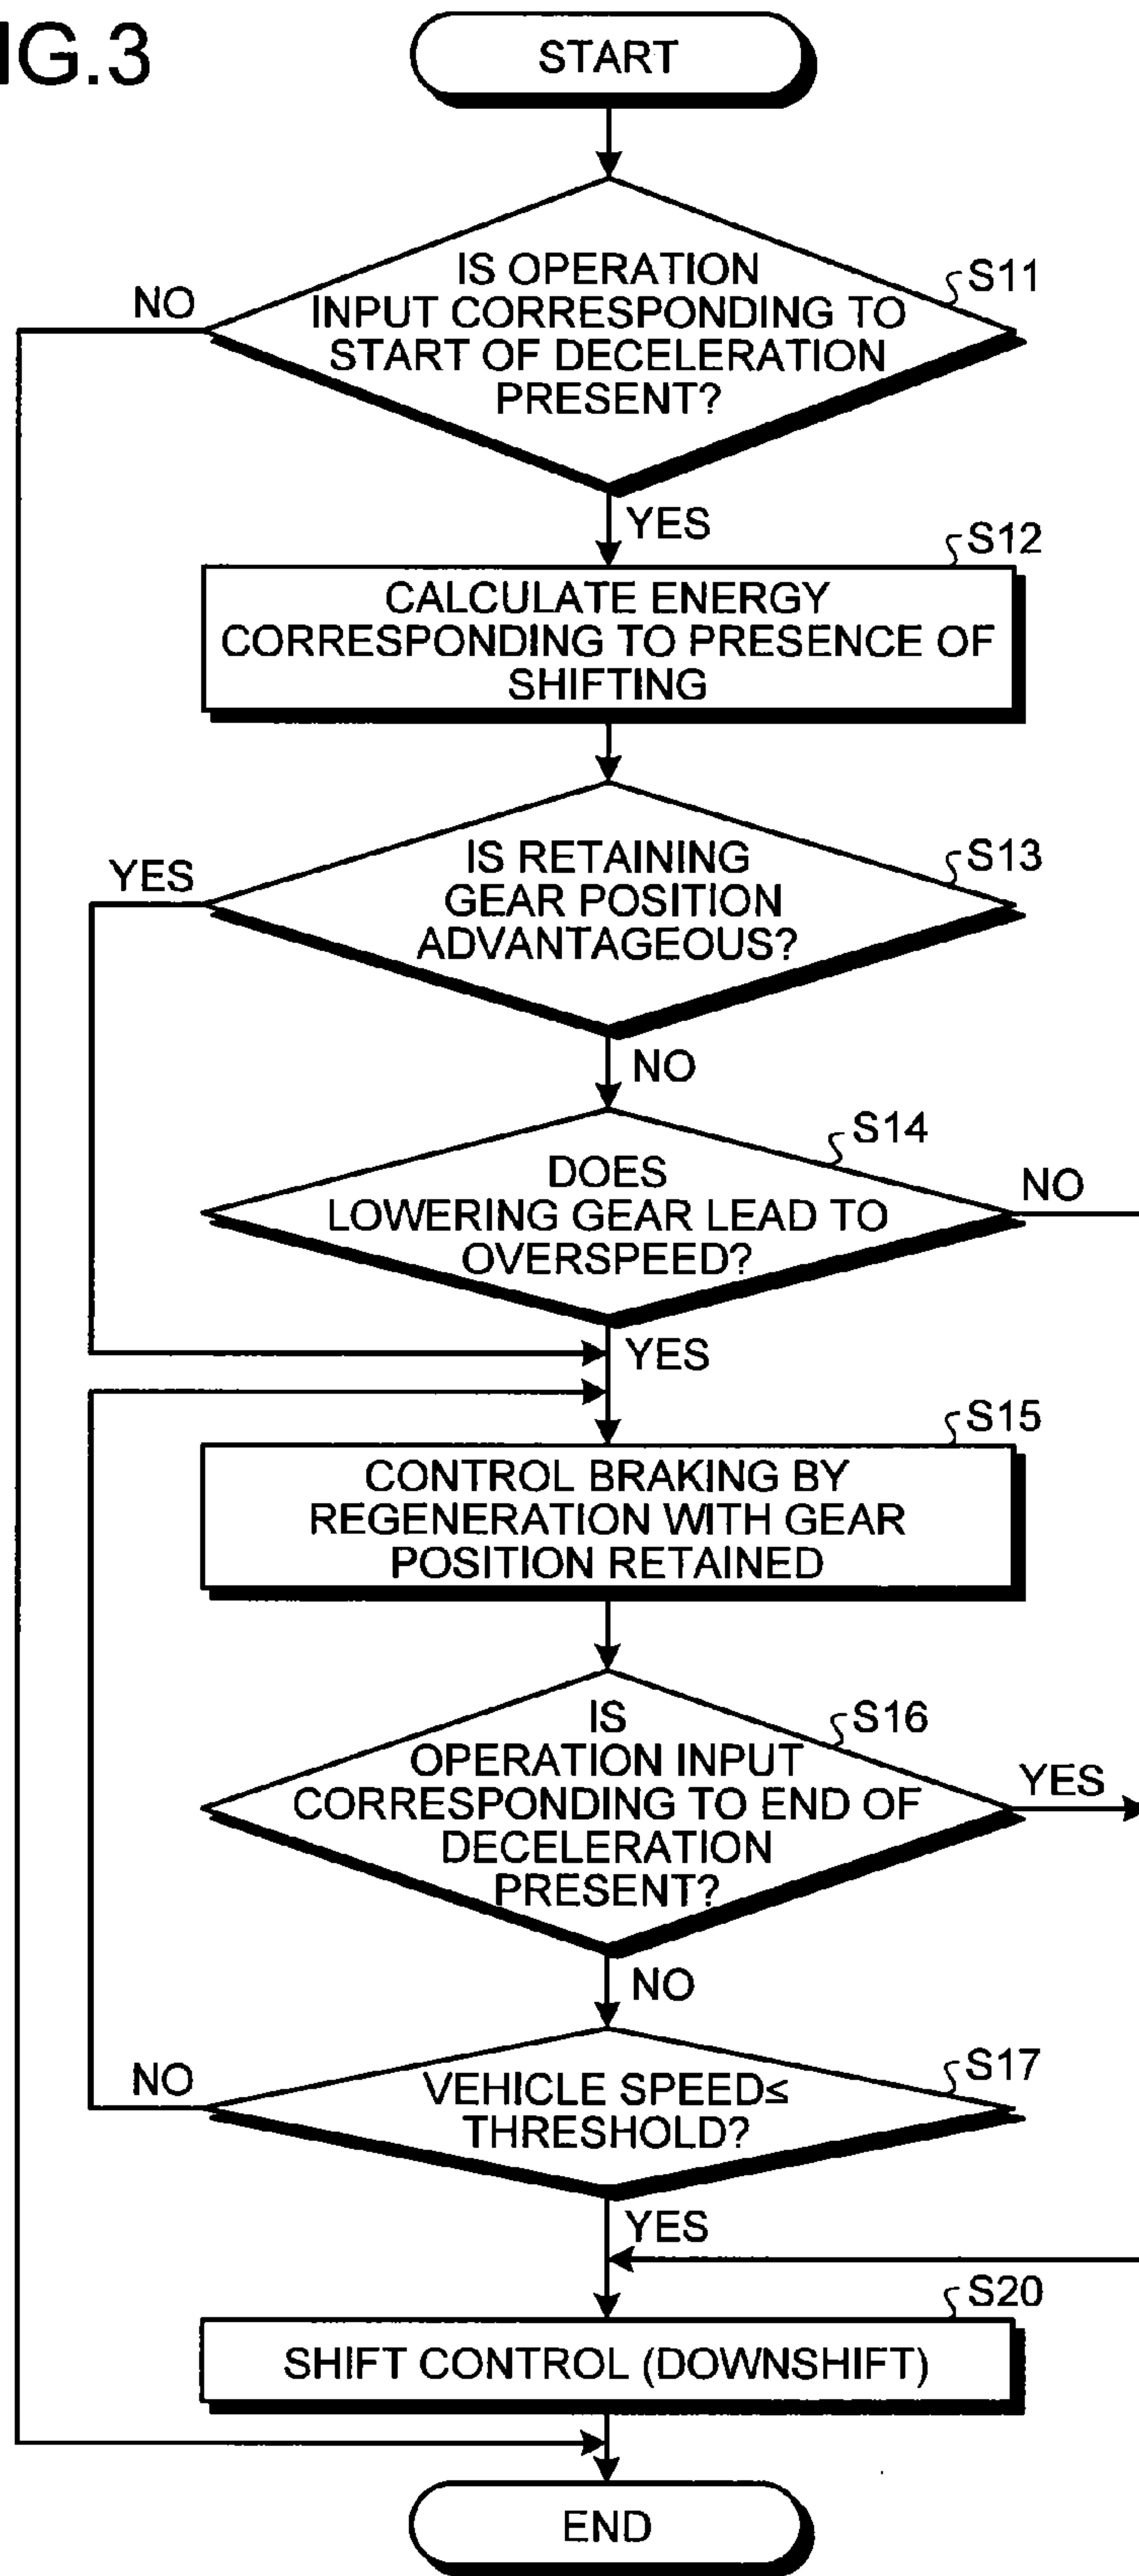 IG.3
START
IS OPERATION
INPUT CORRESPONDING TO
START OF DECELERATION
PRESENT?
S11
NO
YES
S12
CALCULATE ENERGY
CORRESPONDING TO PRESENCE OF
SHIFTING
IS RETAINING
GEAR POSITION
ADVANTAGEOUS?
S13
YES
NO
S14
DOES
LOWERING GEAR LEAD TO
OVERSPEED?
NO
YES
S15
CONTROL BRAKING BY
REGENERATION WITH GEAR
POSITION RETAINED
IS
OPERATION INPUT
CORRESPONDING TO END OF
DECELERATION
PRESENT?
S16
YES
NO
VEHICLE SPEED≤
THRESHOLD?
S17
NO
YES
S20
SHIFT CONTROL (DOWNSHIFT)
END